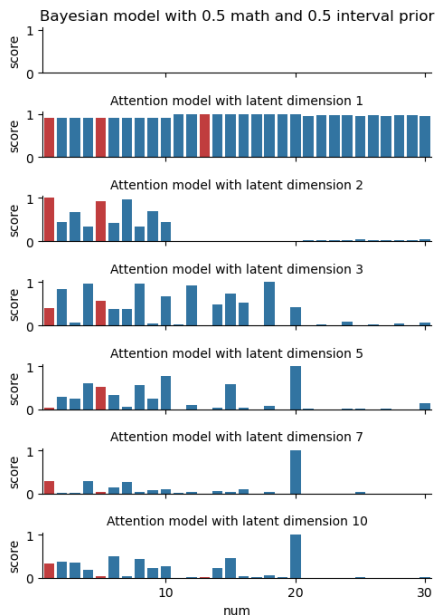 Bayesian model with 0.5 math and 0.5 interval prior
1
score
0
Attention model with latent dimension 1
1
score
0
Attention model with latent dimension 2
1
score
0
Attention model with latent dimension 3
1
score
0
Attention model with latent dimension 5
1
score
0
Attention model with latent dimension 7
1
score
0
Attention model with latent dimension 10
1
score
0
10 20 30
num